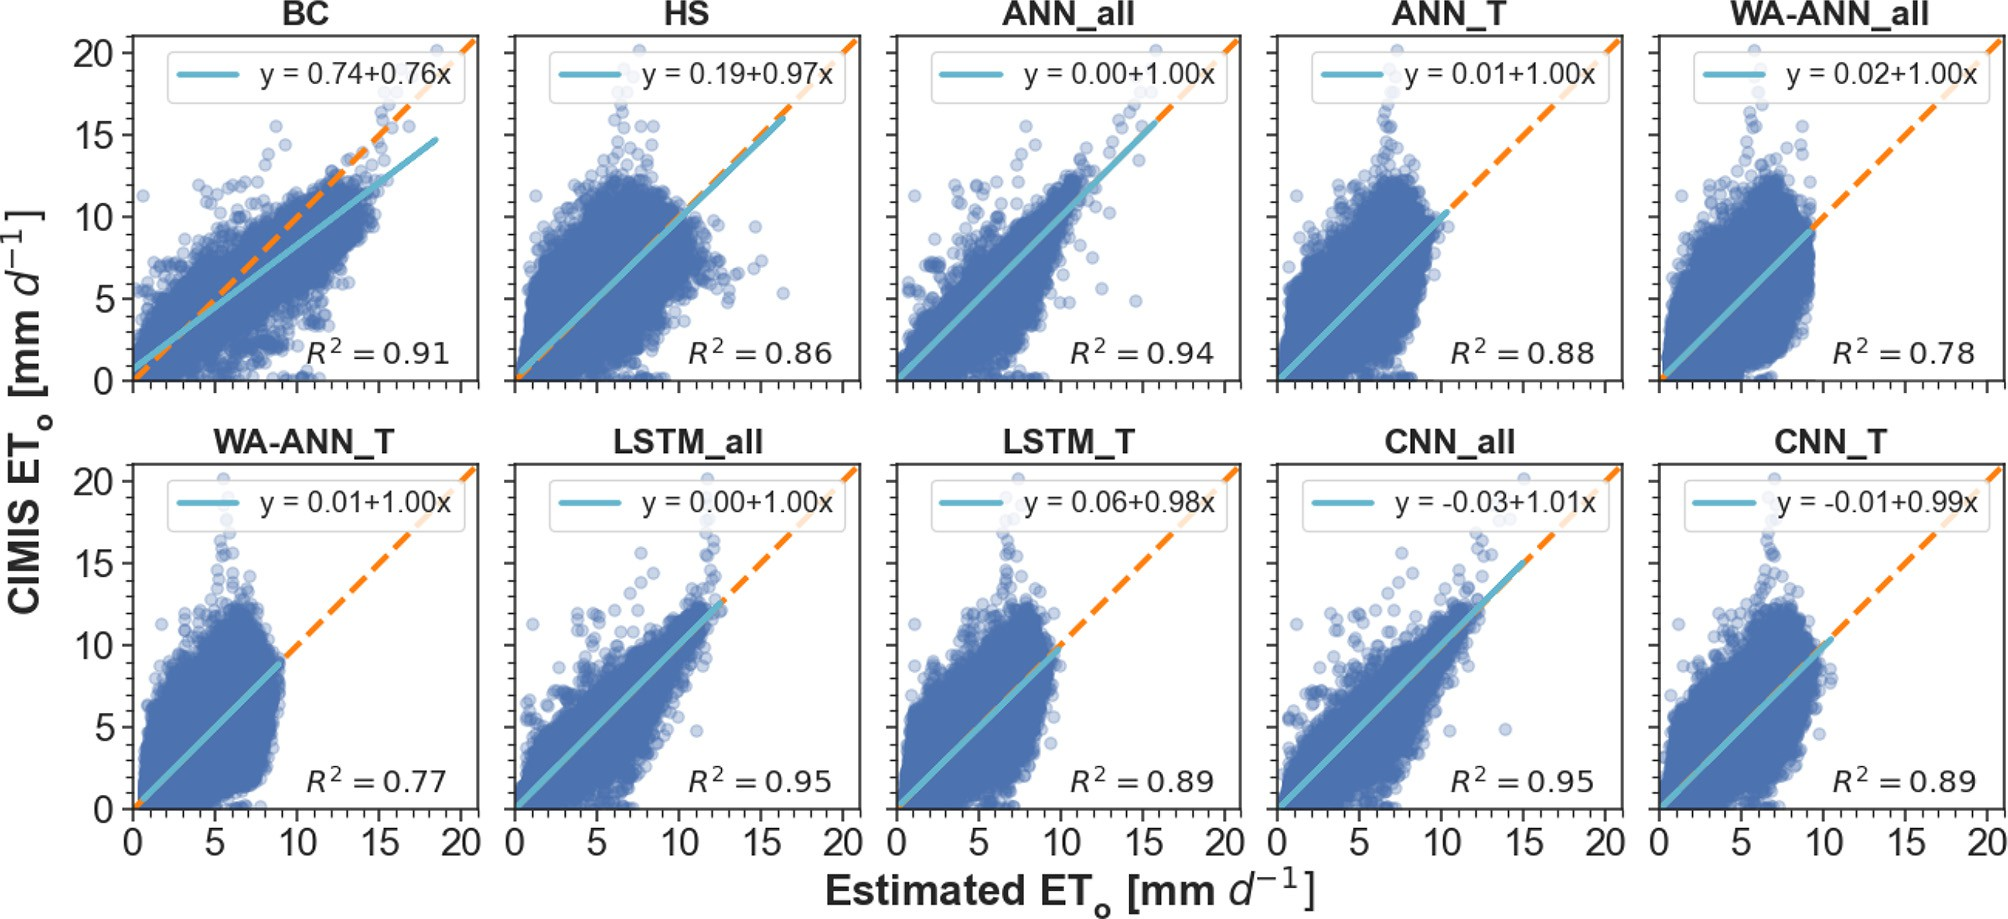 BC HS ANN_all ANN_T WA-ANN_all
20 y = 0.74+0.76x y = 0.19+0.97x y = 0.00+1.00x y = 0.01+1.00x y = 0.02+1.00x
15
10
5
R² = 0.91 R² = 0.86 R² = 0.94 R² = 0.88 R² = 0.78
0
CIMIS ETo [mm d⁻¹]
WA-ANN_T LSTM_all LSTM_T CNN_all CNN_T
20 y = 0.01+1.00x y = 0.00+1.00x y = 0.06+0.98x y = -0.03+1.01x y = -0.01+0.99x
15
10
5
R² = 0.77 R² = 0.95 R² = 0.89 R² = 0.95 R² = 0.89
0
0 5 10 15 20 0 5 10 15 20 0 5 10 15 20 0 5 10 15 20 0 5 10 15 20
Estimated ETo [mm d⁻¹]